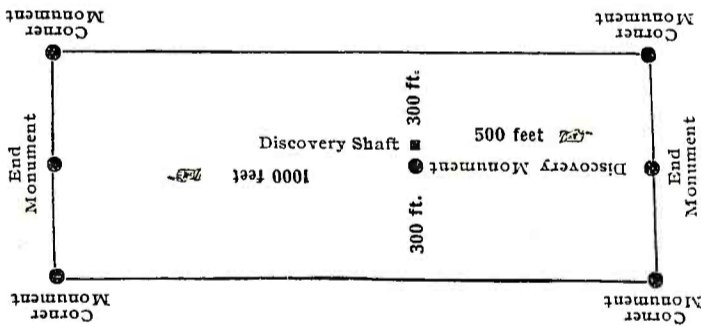 Corner
Monument
Corner
Monument
End
Monument
300 ft.
500 feet
Discovery Shaft
Discovery Monument
1000 feet
300 ft.
End
Monument
Corner
Monument
Corner
Monument